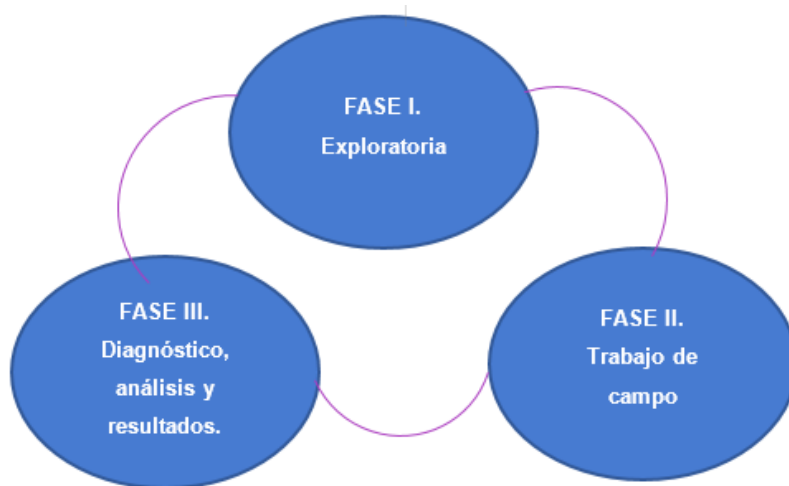 FASE I.
Exploratoria
FASE II.
Trabajo de
campo
FASE III.
Diagnóstico,
análisis y
resultados.